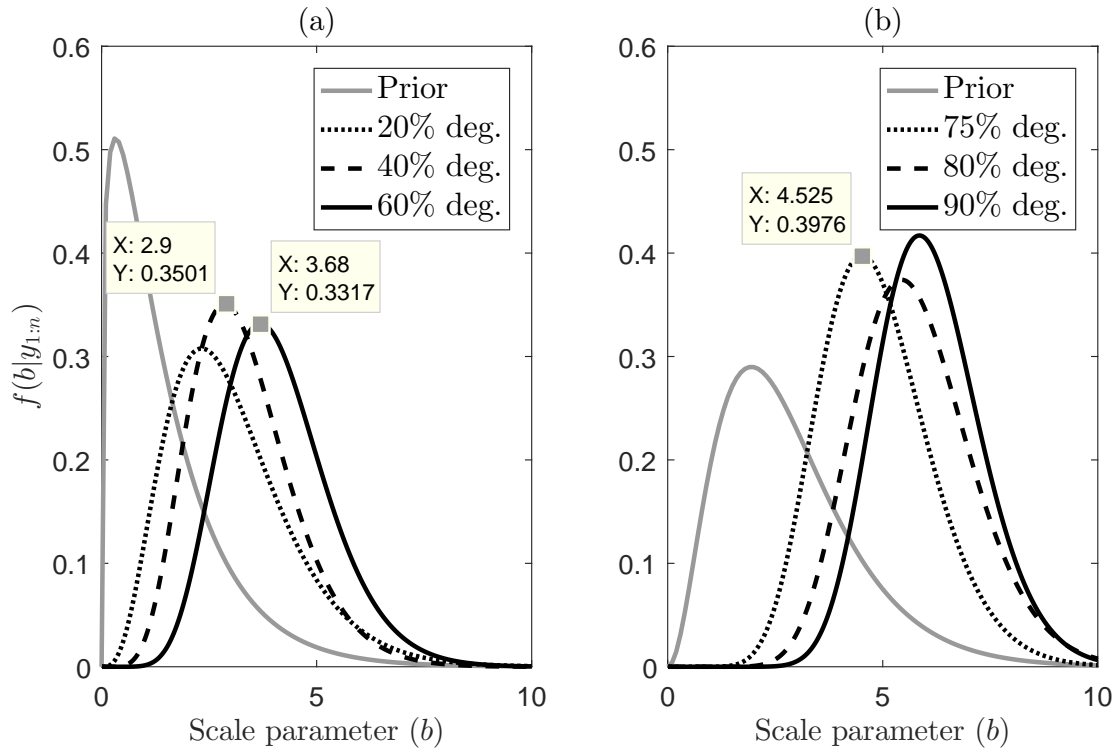 (a)
0.6
0.5
0.4
0.3
0.2
0.1
0
f(b|y_{1:n})
Prior
20% deg.
40% deg.
60% deg.
X: 2.9
Y: 0.3501
X: 3.68
Y: 0.3317
0 5 10
Scale parameter (b)
(b)
0.6
0.5
0.4
0.3
0.2
0.1
0
Prior
75% deg.
80% deg.
90% deg.
X: 4.525
Y: 0.3976
0 5 10
Scale parameter (b)